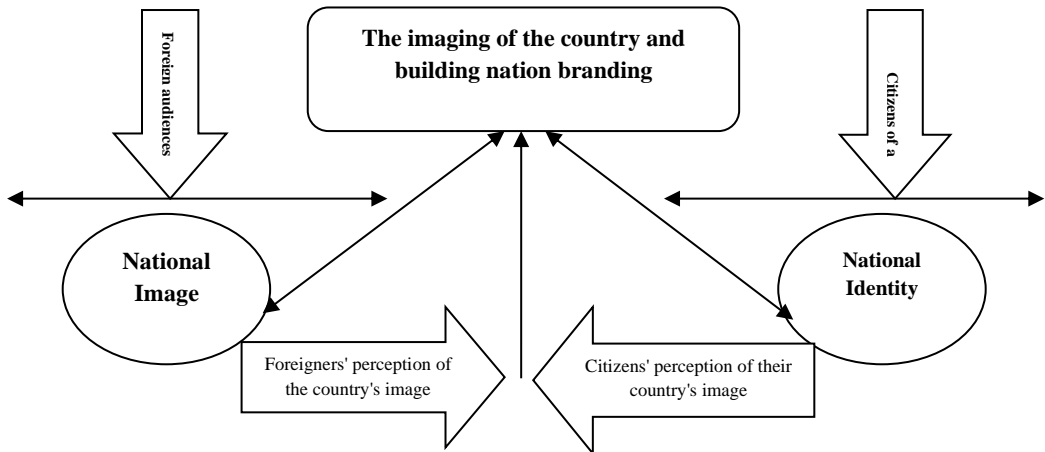 Foreign audiences
The imaging of the country and
building nation branding
Citizens of a
National
Image
National
Identity
Foreigners' perception of
the country's image
Citizens' perception of their
country's image